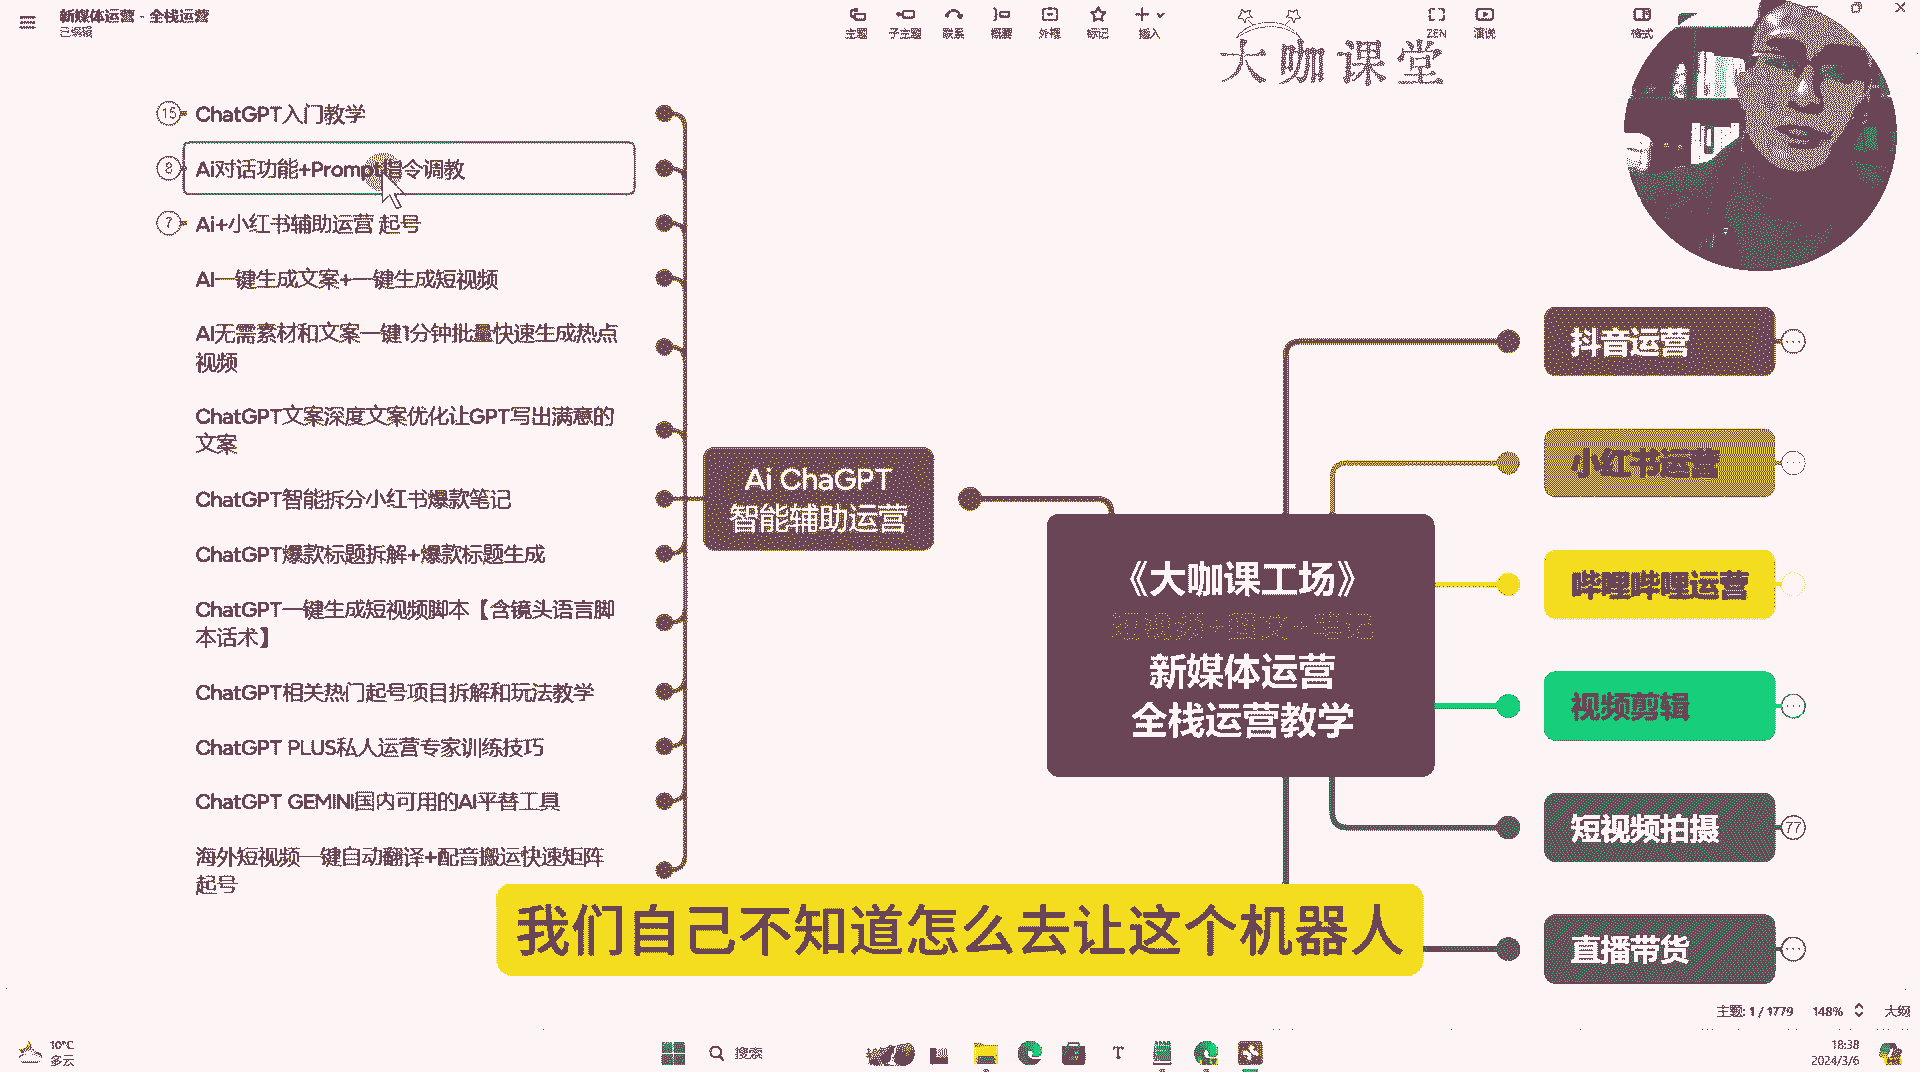 新媒体运营 - 全栈运营
已编辑
主题
子主题
联系
概要
外框
标记
插入
ZEN
演说
格式
大咖课堂
15
ChatGPT入门教学
8
Ai对话功能+Prompt指令调教
7
Ai+小红书辅助运营 起号
AI一键生成文案+一键生成短视频
AI无需素材和文案一键1分钟批量快速生成热点
视频
ChatGPT文案深度文案优化让GPT写出满意的
文案
ChatGPT智能拆分小红书爆款笔记
ChatGPT爆款标题拆解+爆款标题生成
ChatGPT一键生成短视频脚本【含镜头语言脚
本话术】
ChatGPT相关热门起号项目拆解和玩法教学
ChatGPT PLUS私人运营专家训练技巧
ChatGPT GEMINI国内可用的AI平替工具
海外短视频一键自动翻译+配音搬运快速矩阵
起号
Ai ChaGPT
智能辅助运营
《大咖课工场》
短视频+图文+笔记
新媒体运营
全栈运营教学
抖音运营
小红书运营
哔哩哔哩运营
视频剪辑
短视频拍摄
77
直播带货
我们自己不知道怎么去让这个机器人
主题: 1 / 1779
148%
大纲
10°C
多云
搜索
18:38
2024/3/6